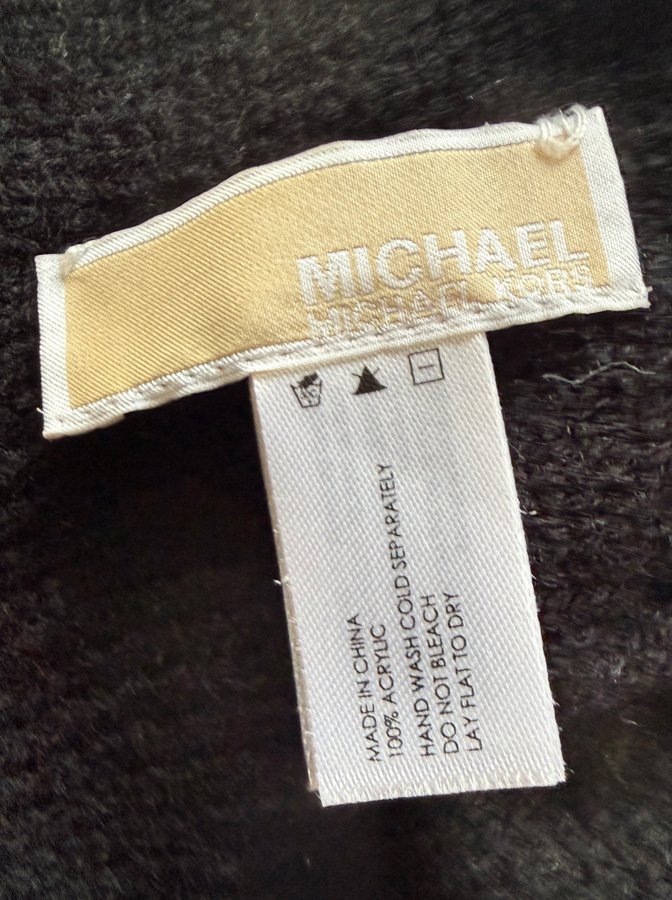 MICHAEL
MICHAEL KORS
MADE IN CHINA
100% ACRYLIC
HAND WASH COLD SEPARATELY
DO NOT BLEACH
LAY FLAT TO DRY